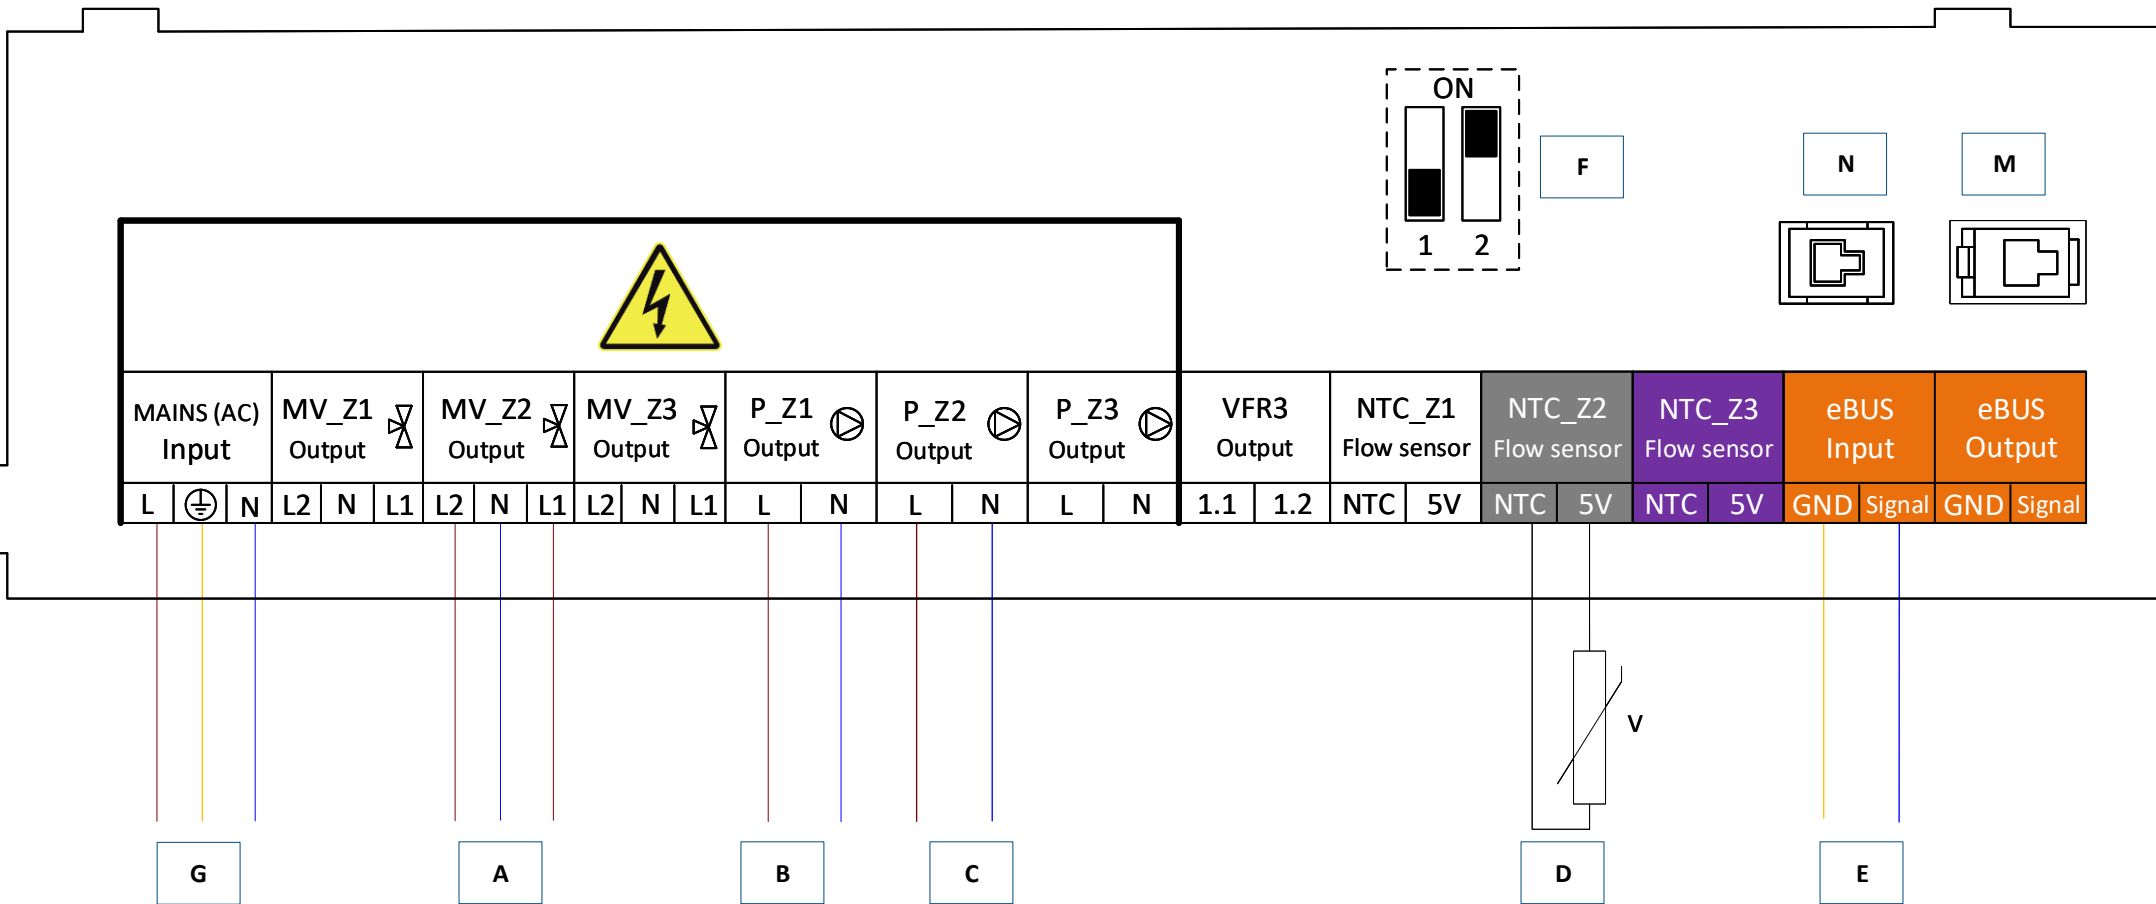 ON
F
N
M
1 2
MAINS (AC)
Input
MV_Z1
Output
MV_Z2
Output
MV_Z3
Output
P_Z1
Output
P_Z2
Output
P_Z3
Output
VFR3
Output
NTC_Z1
Flow sensor
NTC_Z2
Flow sensor
NTC_Z3
Flow sensor
eBUS
Input
eBUS
Output
L N L2 N L1 L2 N L1 L2 N L1 L N L N L N 1.1 1.2 NTC 5V NTC 5V NTC 5V GND Signal GND Signal
V
G
A
B
C
D
E